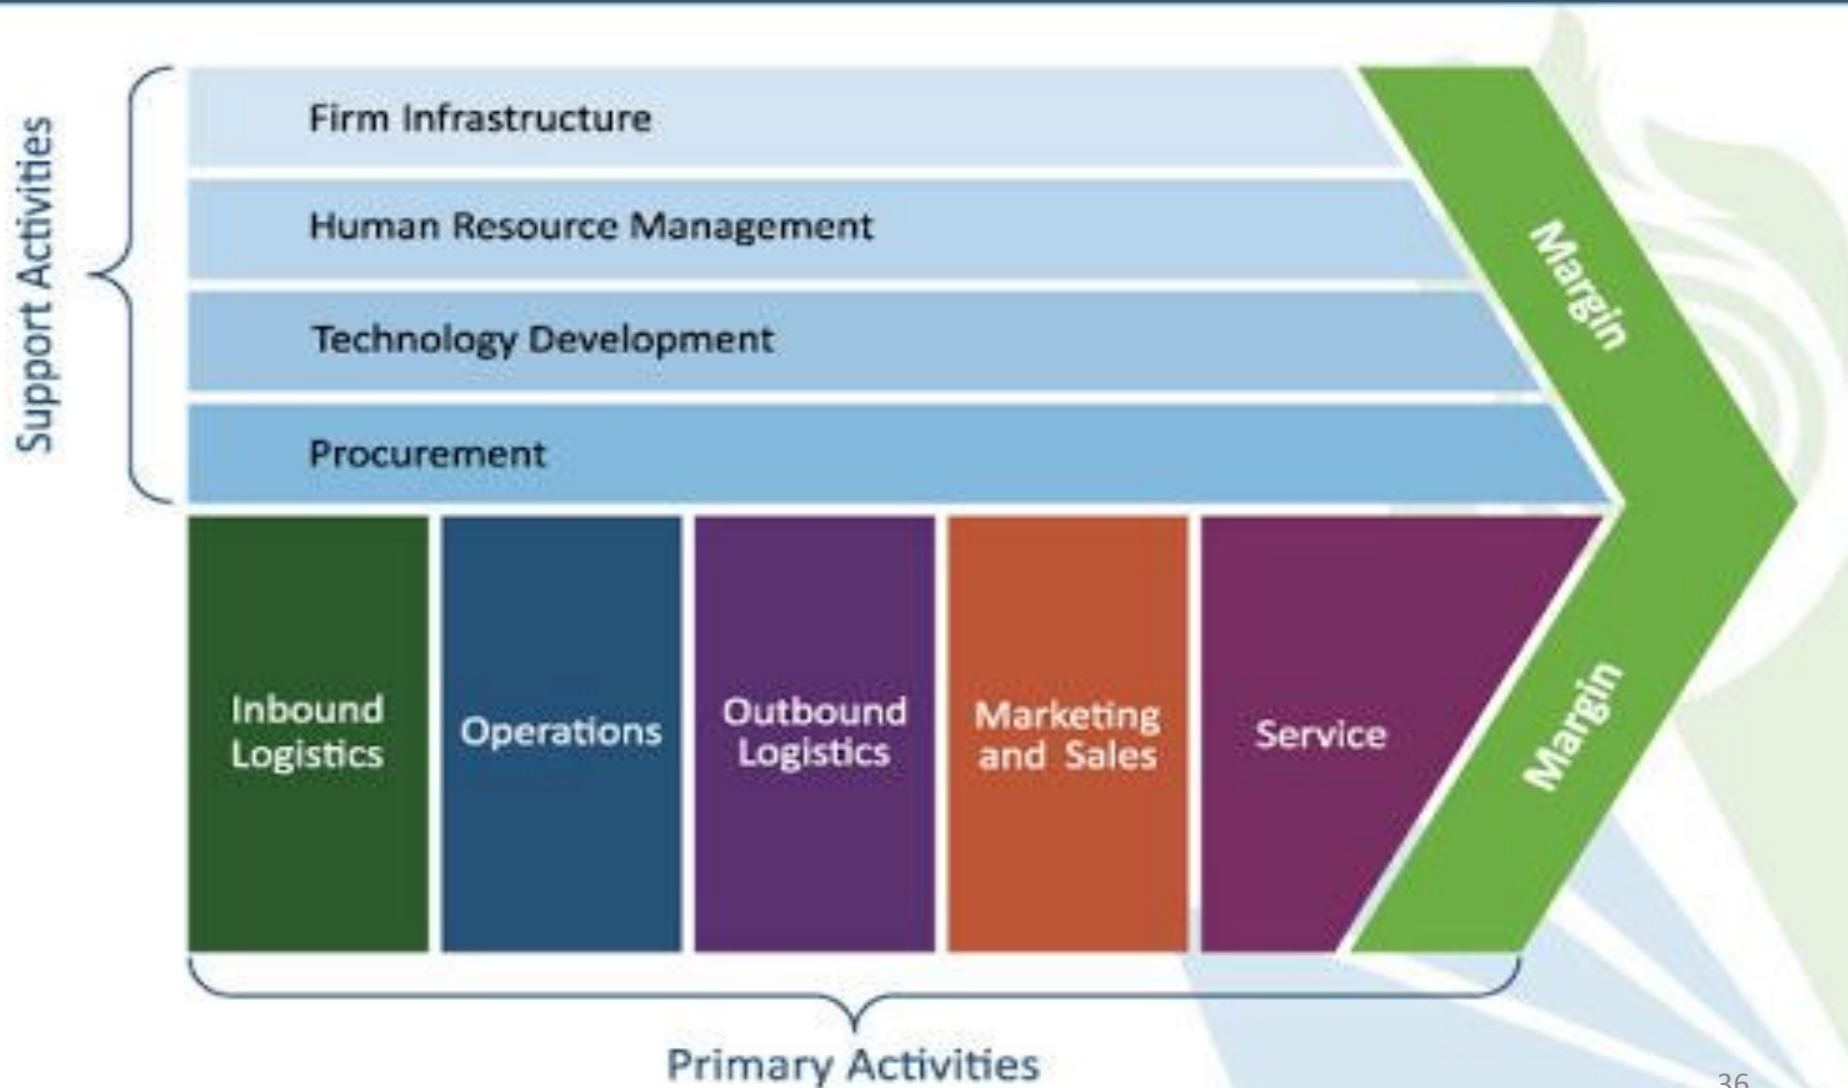 Support Activities
Firm Infrastructure
Human Resource Management
Technology Development
Procurement
Margin
Inbound
Logistics
Operations
Outbound
Logistics
Marketing
and Sales
Service
Margin
Primary Activities
36